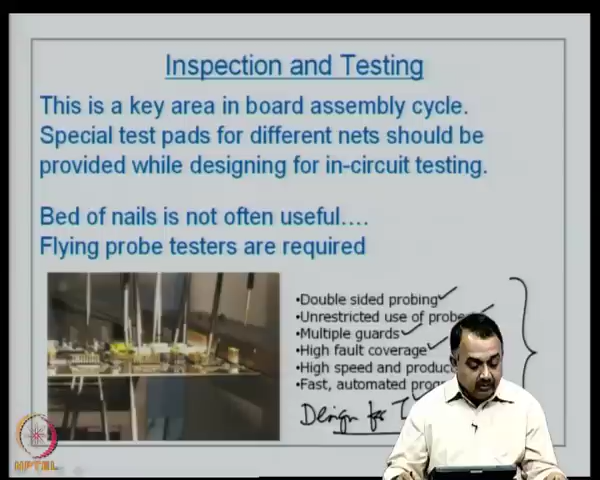 Inspection and Testing
This is a key area in board assembly cycle.
Special test pads for different nets should be
provided while designing for in-circuit testing.
Bed of nails is not often useful....
Flying probe testers are required
•Double sided probing
•Unrestricted use of
•Multiple guards
•High fault coverage
•High speed and
•Fast, automated
Design for
NPTEL